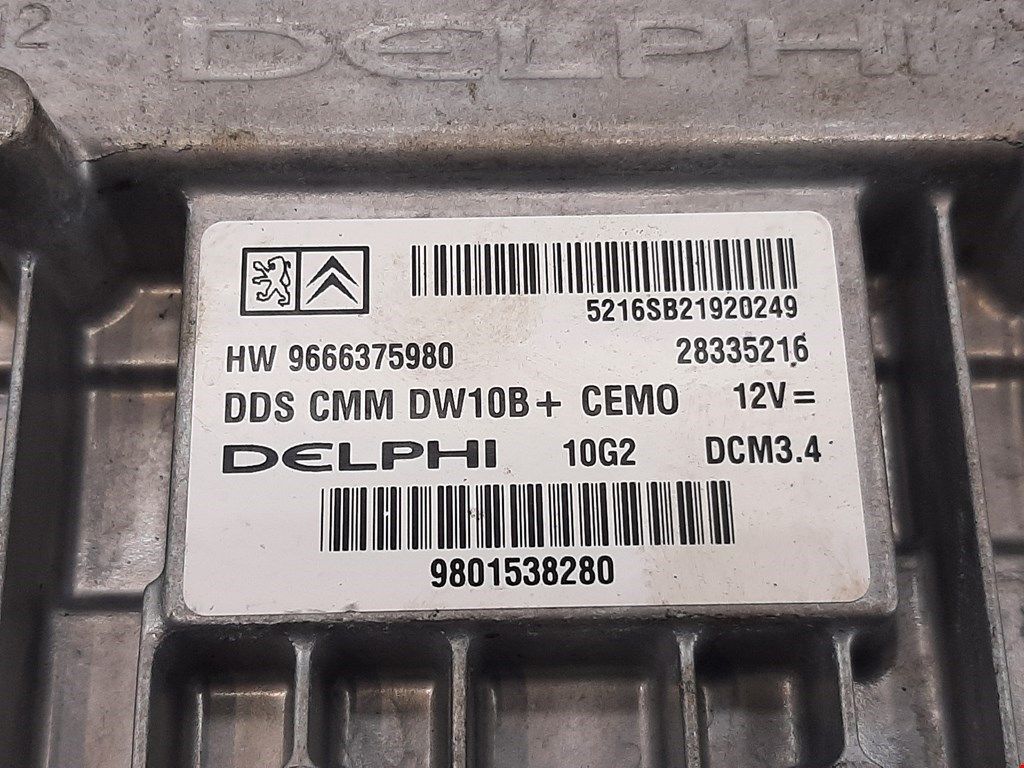 DELPHI
5216SB21920249
HW 9666375980 28335216
DDS CMM DW10B+ CEMO 12V=
DELPHI 10G2 DCM3.4
9801538280